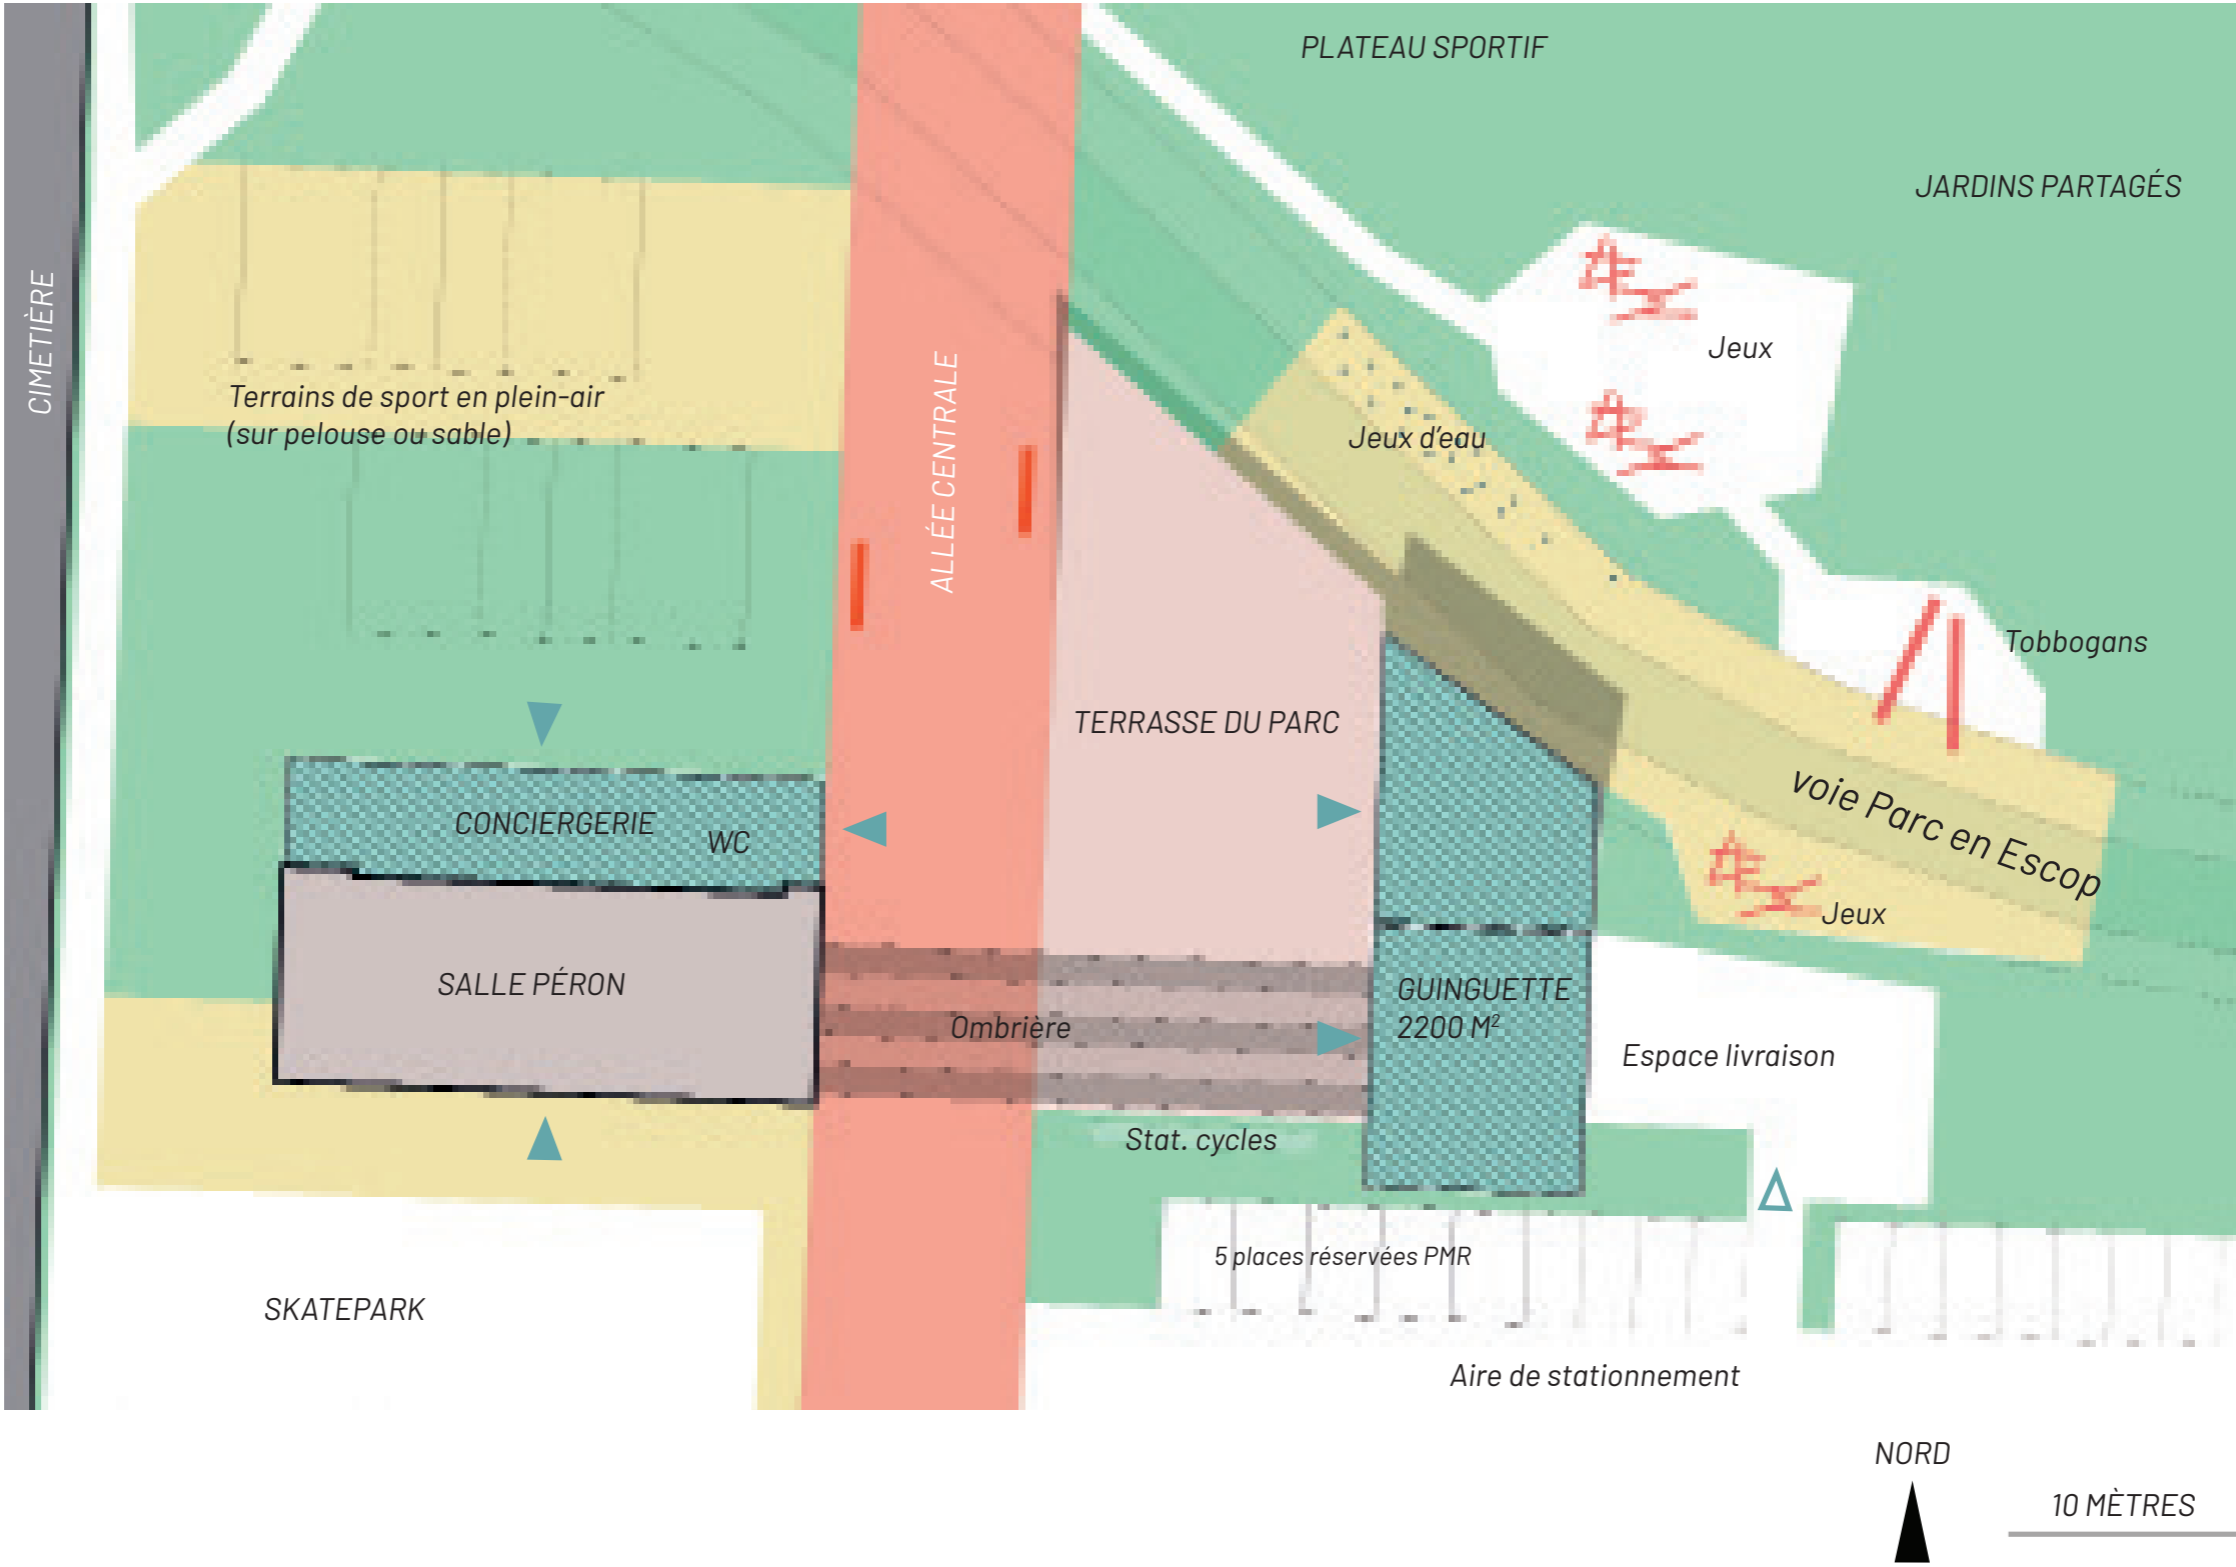 PLATEAU SPORTIF
JARDINS PARTAGÉS
CIMETIÈRE
Jeux
Terrains de sport en plein-air
(sur pelouse ou sable)
ALLÉE CENTRALE
Jeux d'eau
Tobbogans
TERRASSE DU PARC
voie Parc en Escop
CONCIERGERIE
WC
Jeux
SALLE PÉRON
GUINGUETTE
2200 M²
Ombrière
Espace livraison
Stat. cycles
5 places réservées PMR
SKATEPARK
Aire de stationnement
NORD
10 MÈTRES